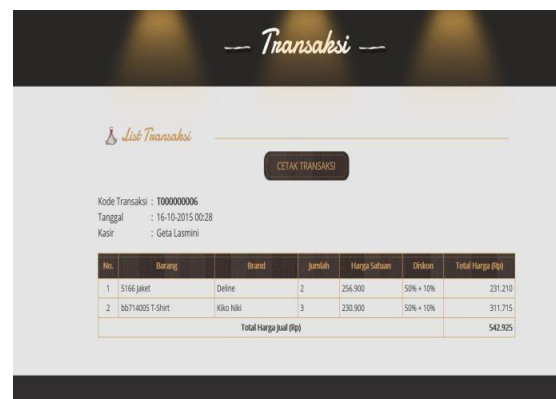 Transaksi
List Transaksi
CETAK TRANSAKSI
Kode Transaksi : T000000006
Tanggal : 16-10-2015 00:28
Kasir : Geta Lasmini
No. Barang Brand Jumlah Harga Satuan Diskon Total Harga (Rp)
1 5166 Jaket Deline 2 256.900 50% + 10% 231.210
2 bb714005 T-Shirt Kiko Niki 3 230.900 50% + 10% 311.715
Total Harga Jual (Rp) 542.925